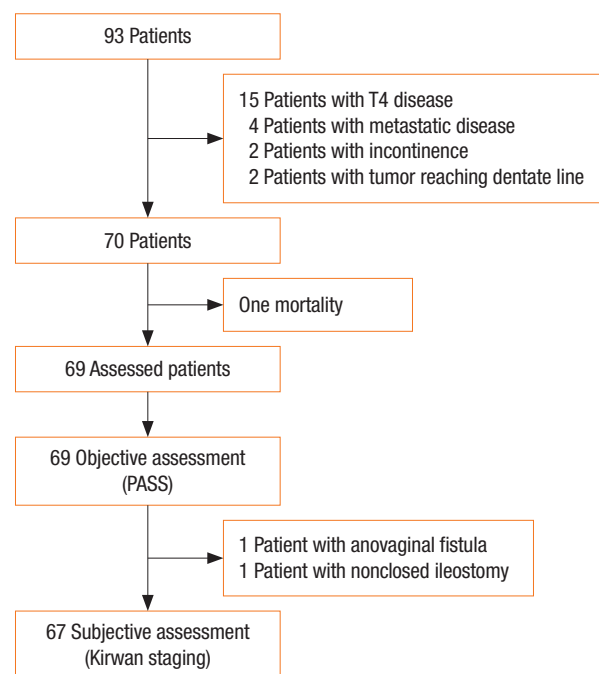 93 Patients
15 Patients with T4 disease
4 Patients with metastatic disease
2 Patients with incontinence
2 Patients with tumor reaching dentate line
70 Patients
One mortality
69 Assessed patients
69 Objective assessment
(PASS)
1 Patient with anovaginal fistula
1 Patient with nonclosed ileostomy
67 Subjective assessment
(Kirwan staging)